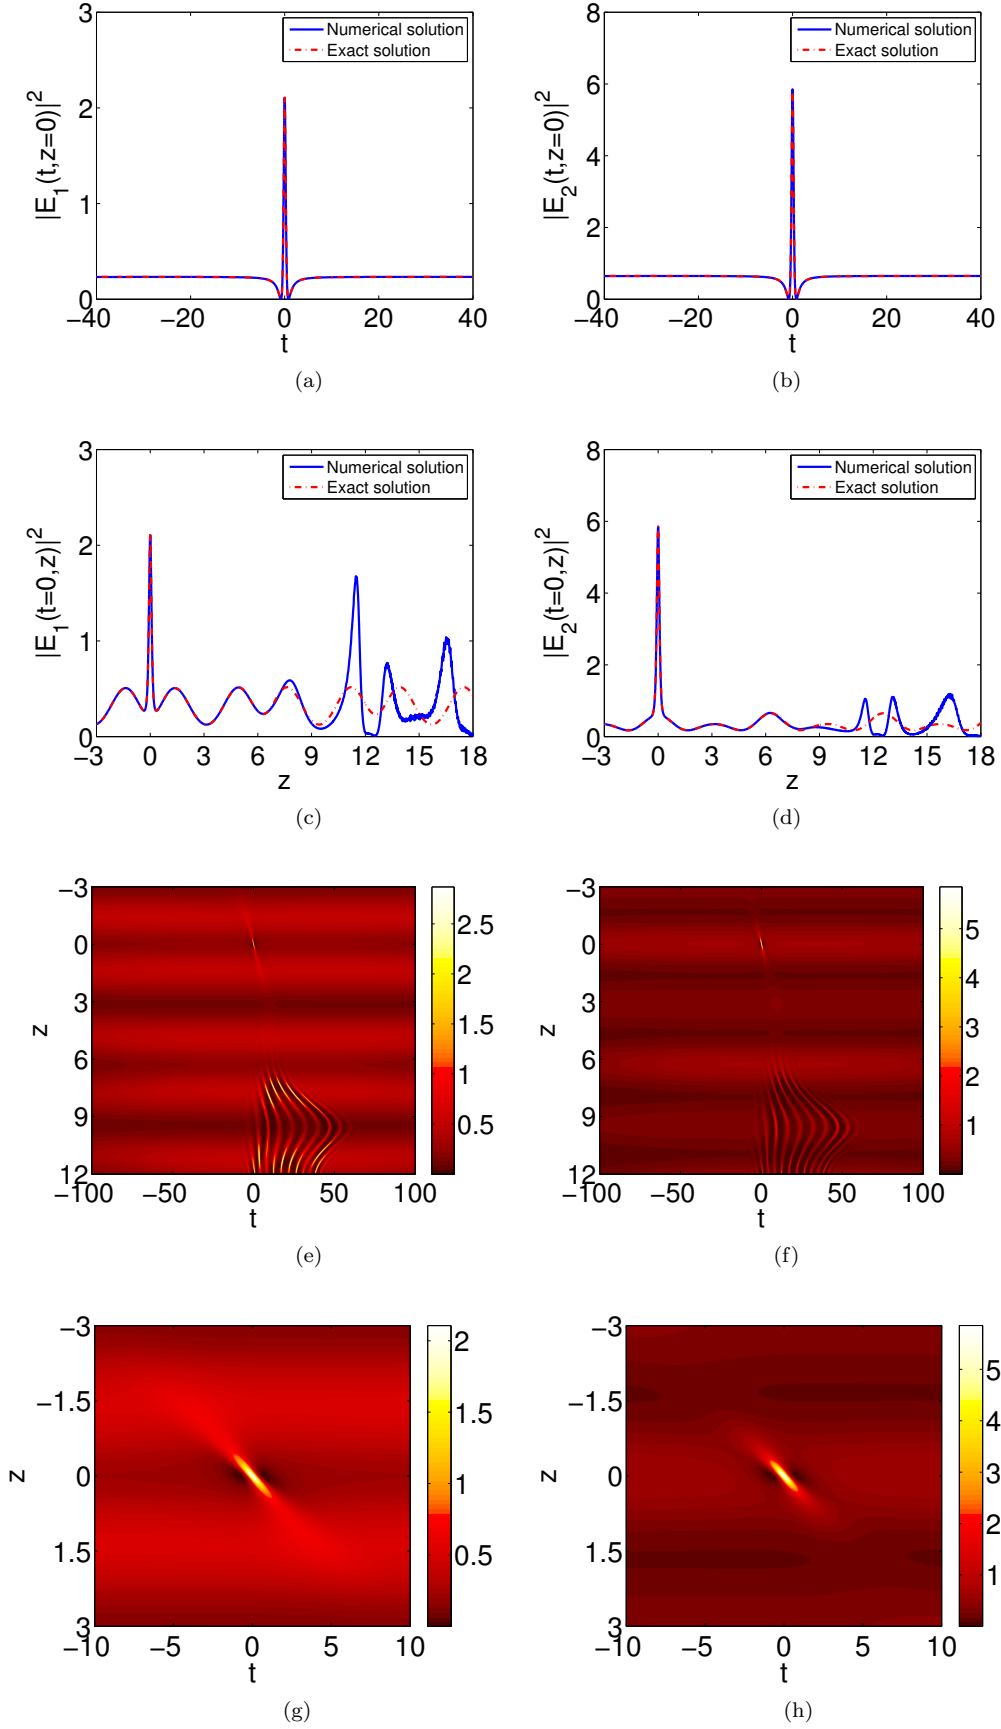 3
2
1
0
|E1(t,z=0)|2
Numerical solution
Exact solution
−40 −20 0 20 40
t
(a)
8
6
4
2
0
|E2(t,z=0)|2
Numerical solution
Exact solution
−40 −20 0 20 40
t
(b)
3
2
1
0
|E1(t=0,z)|2
Numerical solution
Exact solution
−3 0 3 6 9 12 15 18
z
(c)
8
6
4
2
0
|E2(t=0,z)|2
Numerical solution
Exact solution
−3 0 3 6 9 12 15 18
z
(d)
−3
0
3
6
9
12
z
−100 −50 0 50 100
t
2.5
2
1.5
1
0.5
(e)
−3
0
3
6
9
12
z
−100 −50 0 50 100
t
5
4
3
2
1
(f)
−3
−1.5
0
1.5
3
z
−10 −5 0 5 10
t
2
1.5
1
0.5
(g)
−3
−1.5
0
1.5
3
z
−10 −5 0 5 10
t
5
4
3
2
1
(h)